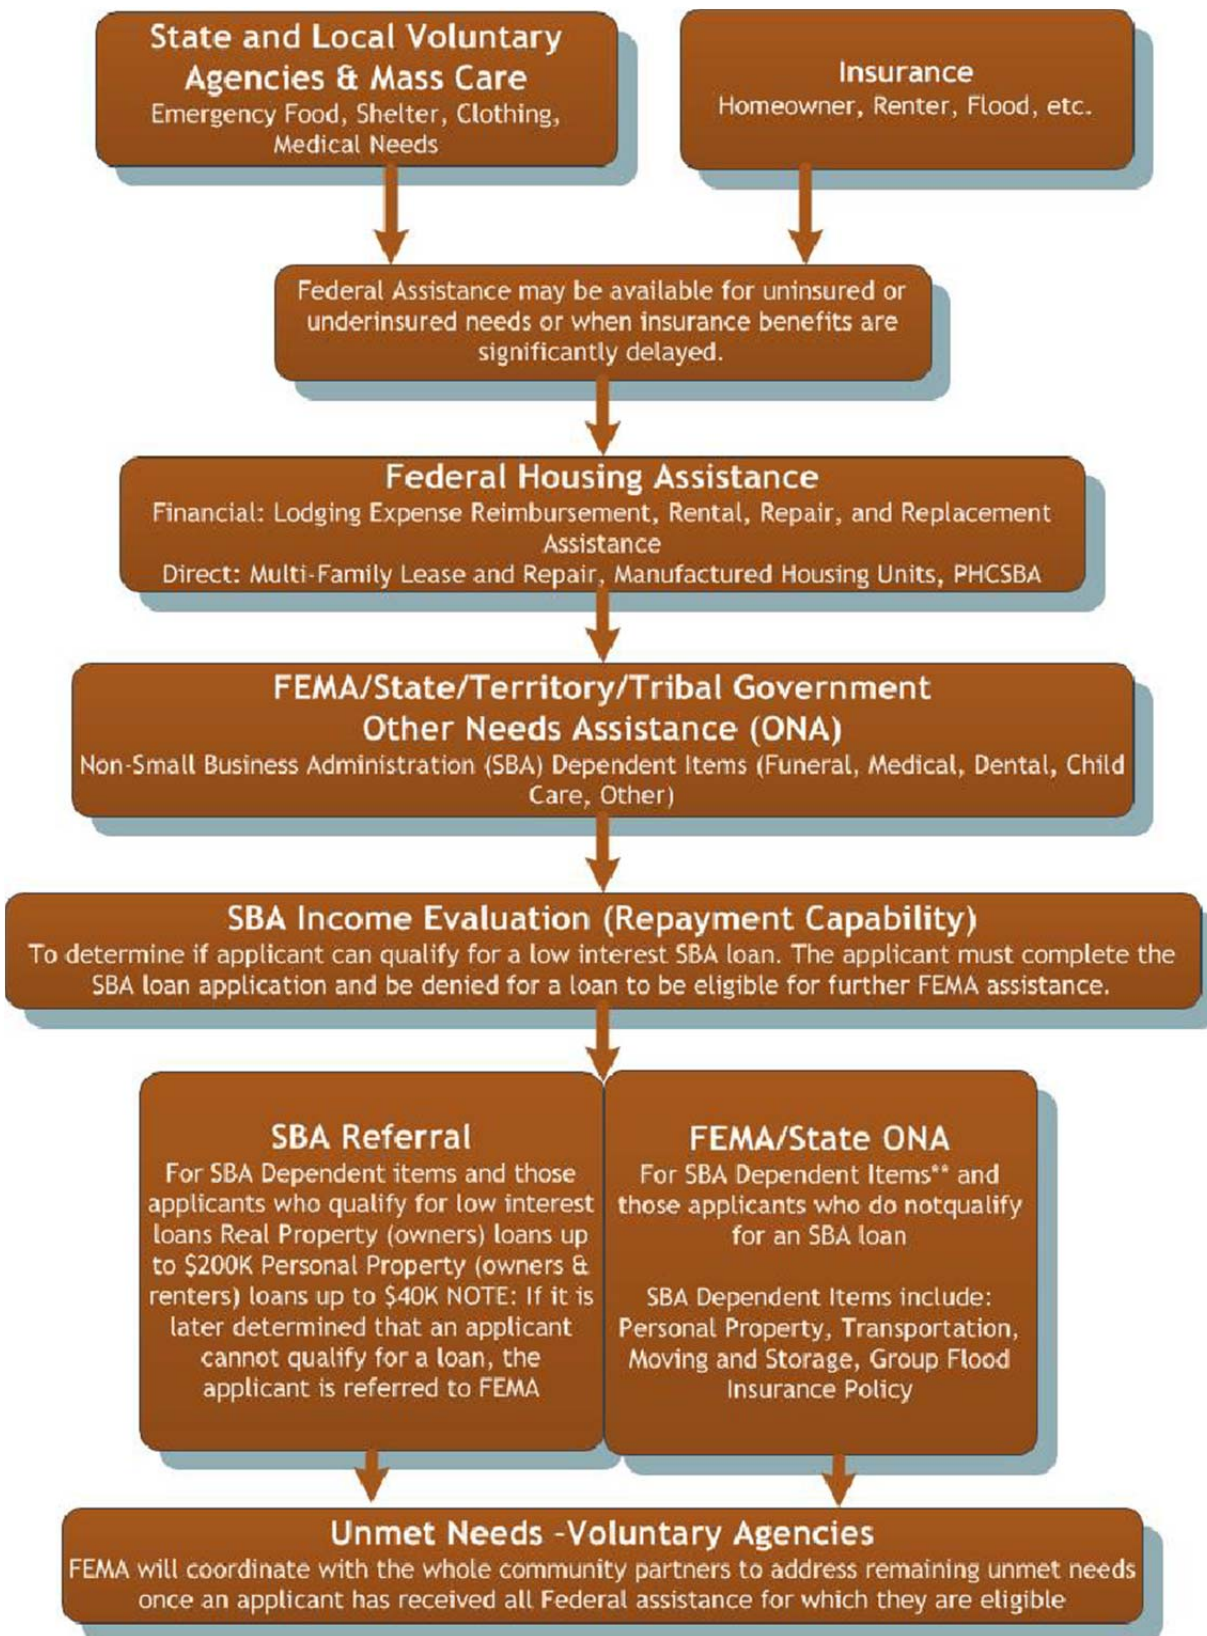 State and Local Voluntary
Agencies & Mass Care
Emergency Food, Shelter, Clothing,
Medical Needs
Insurance
Homeowner, Renter, Flood, etc.
Federal Assistance may be available for uninsured or
underinsured needs or when insurance benefits are
significantly delayed.
Federal Housing Assistance
Financial: Lodging Expense Reimbursement, Rental, Repair, and Replacement
Assistance
Direct: Multi-Family Lease and Repair, Manufactured Housing Units, PHCSBA
FEMA/State/Territory/Tribal Government
Other Needs Assistance (ONA)
Non-Small Business Administration (SBA) Dependent Items (Funeral, Medical, Dental, Child
Care, Other)
SBA Income Evaluation (Repayment Capability)
To determine if applicant can qualify for a low interest SBA loan. The applicant must complete the
SBA loan application and be denied for a loan to be eligible for further FEMA assistance.
SBA Referral
For SBA Dependent items and those
applicants who qualify for low interest
loans Real Property (owners) loans up
to $200K Personal Property (owners &
renters) loans up to $40K NOTE: If it is
later determined that an applicant
cannot qualify for a loan, the
applicant is referred to FEMA
FEMA/State ONA
For SBA Dependent Items** and
those applicants who do notqualify
for an SBA loan
SBA Dependent Items include:
Personal Property, Transportation,
Moving and Storage, Group Flood
Insurance Policy
Unmet Needs -Voluntary Agencies
FEMA will coordinate with the whole community partners to address remaining unmet needs
once an applicant has received all Federal assistance for which they are eligible